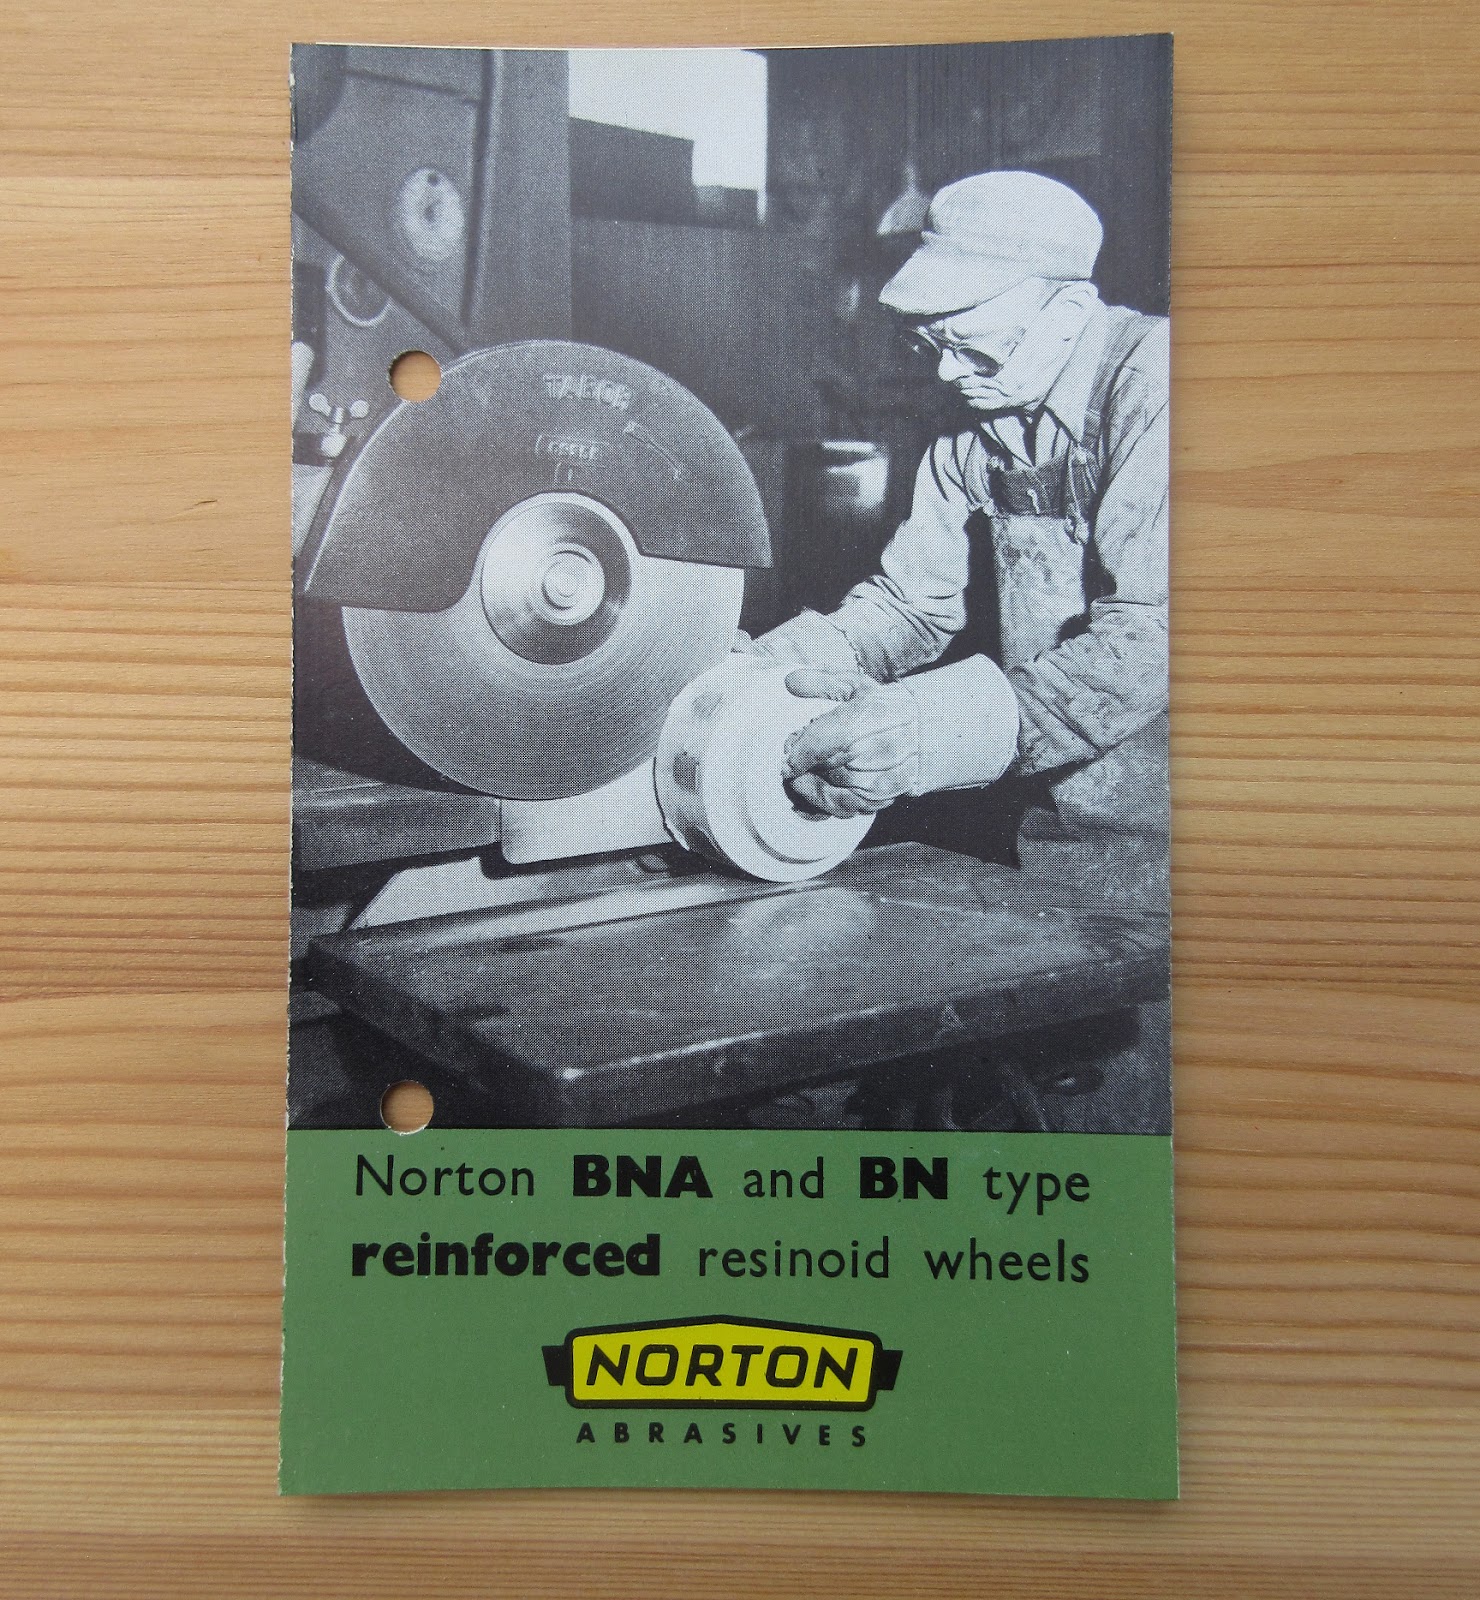 Norton BNA and BN type
reinforced resinoid wheels
NORTON
ABRASIVES